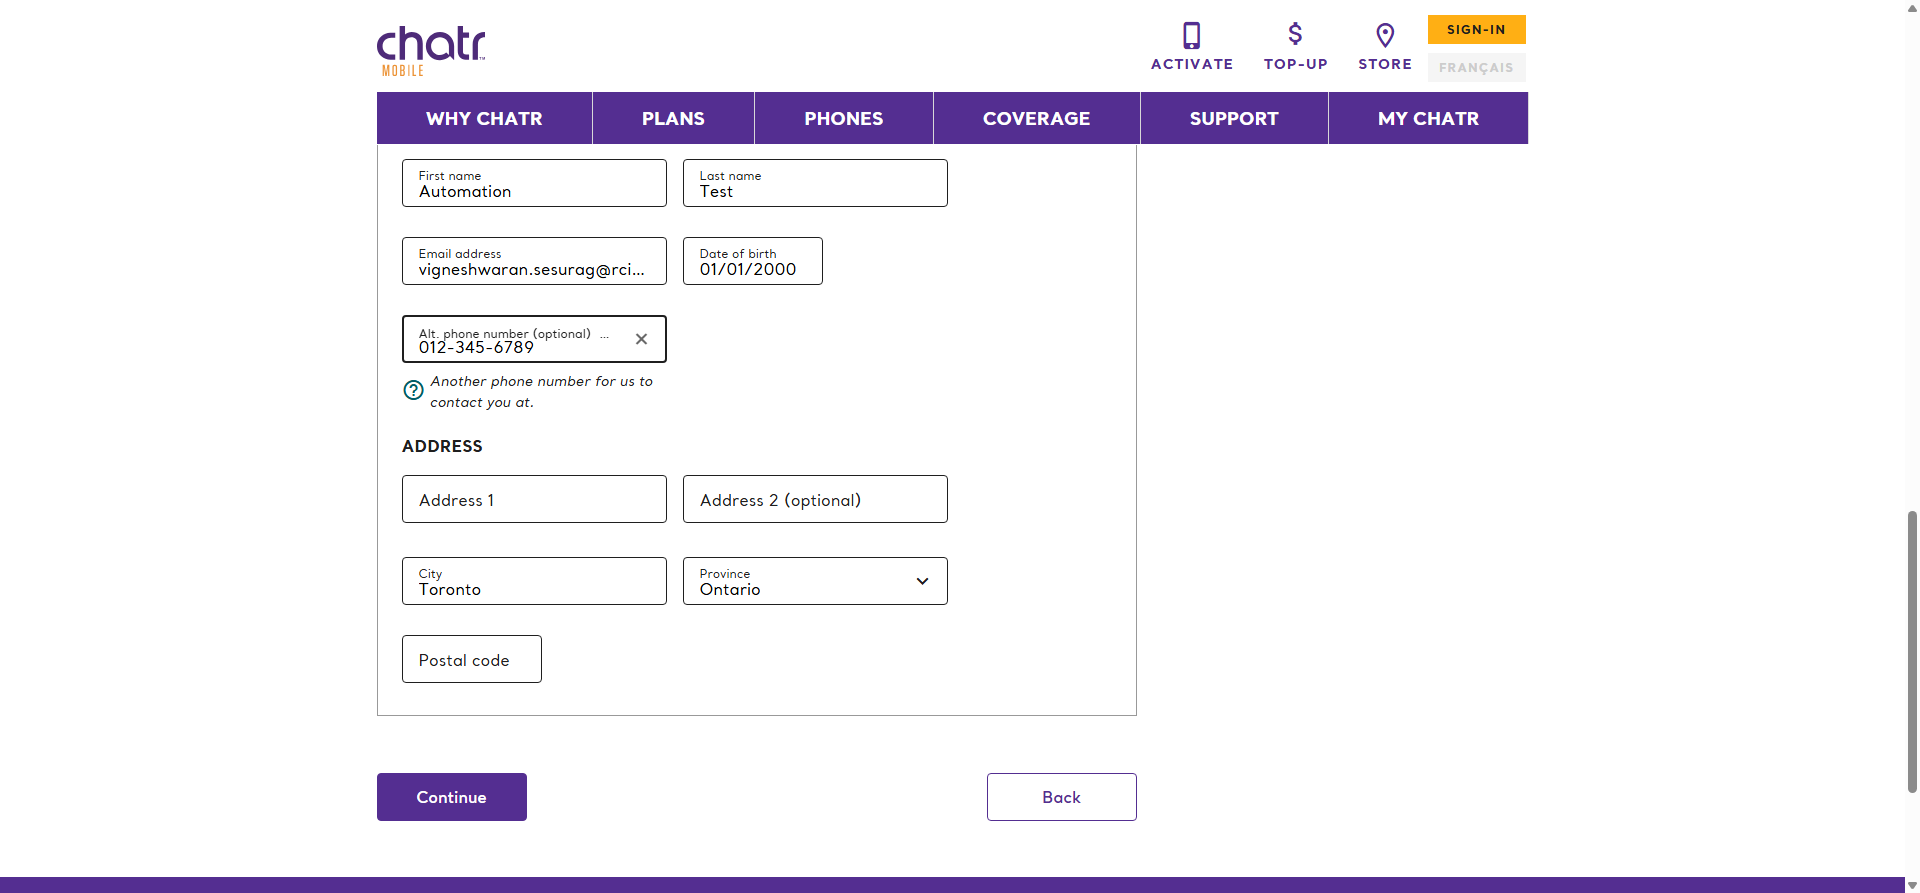 chatr
MOBILE
ACTIVATE
TOP-UP
STORE
SIGN-IN
FRANÇAIS
WHY CHATR
PLANS
PHONES
COVERAGE
SUPPORT
MY CHATR
First name
Automation
Last name
Test
Email address
vigneshwaran.sesurag@rci...
Date of birth
01/01/2000
Alt. phone number (optional) ...
012-345-6789
Another phone number for us to
contact you at.
ADDRESS
Address 1
Address 2 (optional)
City
Toronto
Province
Ontario
Postal code
Continue
Back